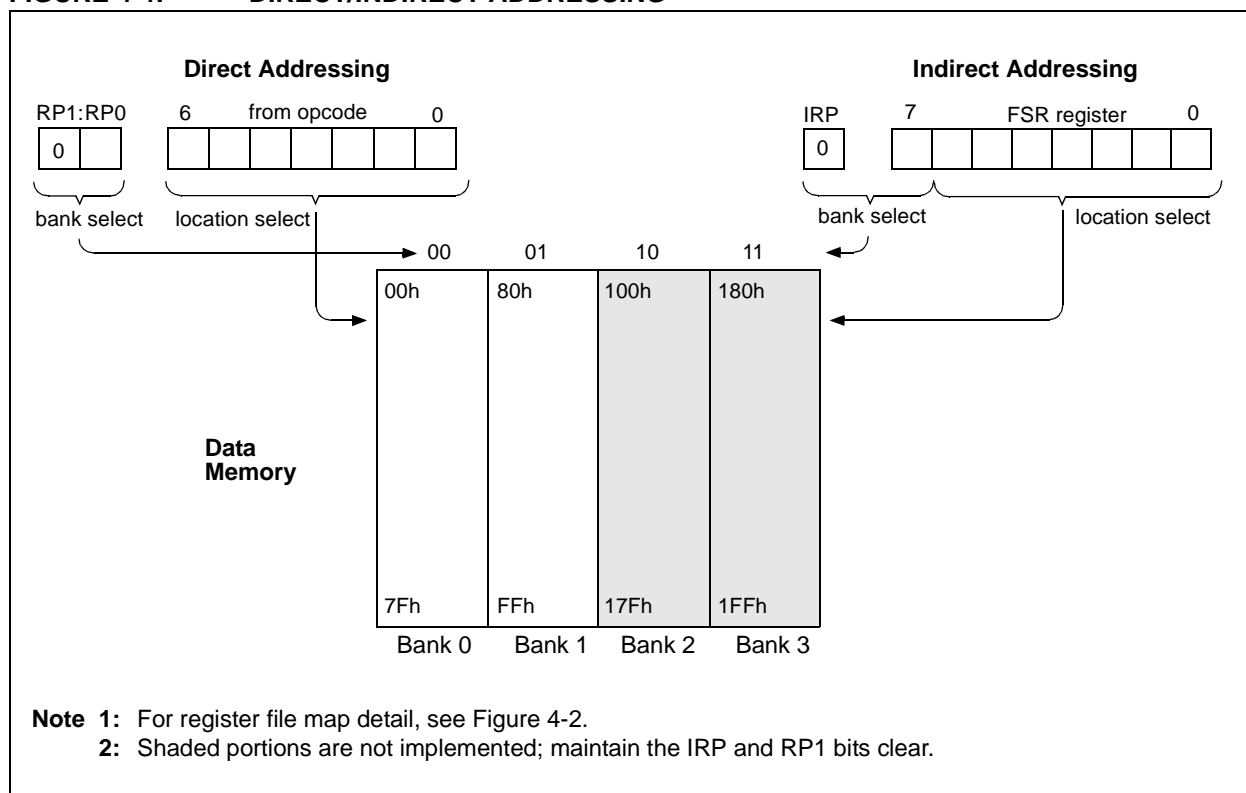 Direct Addressing
Indirect Addressing
RP1:RP0 6 from opcode 0
IRP 7 FSR register 0
0
0
bank select location select
bank select location select
00 01 10 11
00h 80h 100h 180h
Data
Memory
7Fh FFh 17Fh 1FFh
Bank 0 Bank 1 Bank 2 Bank 3
Note 1: For register file map detail, see Figure 4-2.
2: Shaded portions are not implemented; maintain the IRP and RP1 bits clear.